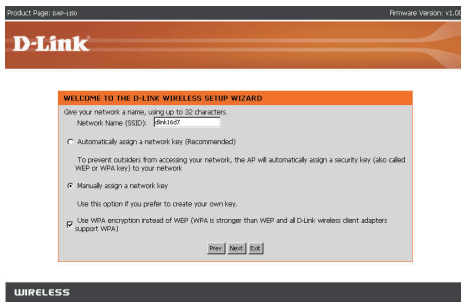 Product Page: DAP-1150 Firmware Version: v1.00
D-Link
WELCOME TO THE D-LINK WIRELESS SETUP WIZARD
Give your network a name, using up to 32 characters.
Network Name (SSID): dlink16d7
Automatically assign a network key (Recommended)
To prevent outsiders from accessing your network, the AP will automatically assign a security key (also called
WEP or WPA key) to your network
Manually assign a network key
Use this option if you prefer to create your own key.
Use WPA encryption instead of WEP (WPA is stronger than WEP and all D-Link wireless client adapters
support WPA)
Prev Next Exit
WIRELESS